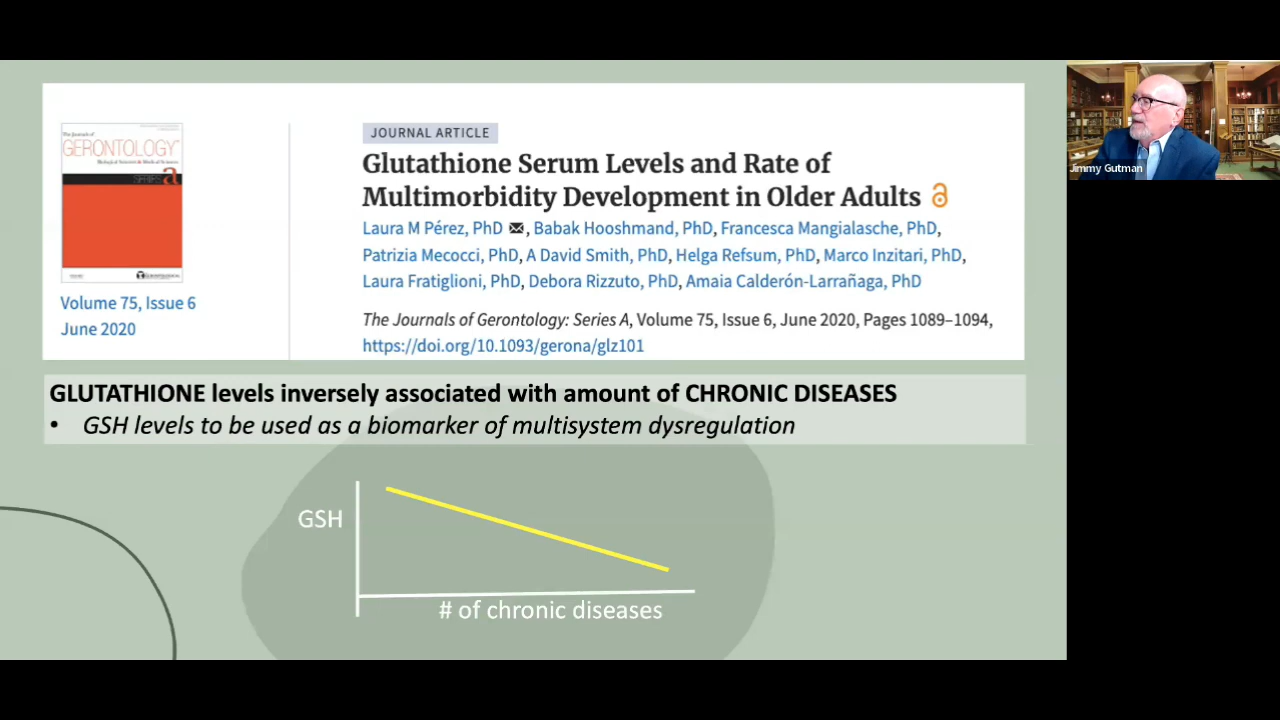 The Journals of
GERONTOLOGY
SERIES a
Volume 75, Issue 6
June 2020
JOURNAL ARTICLE
Glutathione Serum Levels and Rate of
Multimorbidity Development in Older Adults
Laura M Pérez, PhD , Babak Hooshmand, PhD, Francesca Mangialasche, PhD,
Patrizia Mecocci, PhD, A David Smith, PhD, Helga Refsum, PhD, Marco Inzitari, PhD,
Laura Fratiglioni, PhD, Debora Rizzuto, PhD, Amaia Calderón-Larrañaga, PhD
The Journals of Gerontology: Series A, Volume 75, Issue 6, June 2020, Pages 1089–1094,
https://doi.org/10.1093/gerona/glz101
Jimmy Gutman
GLUTATHIONE levels inversely associated with amount of CHRONIC DISEASES
• GSH levels to be used as a biomarker of multisystem dysregulation
GSH
# of chronic diseases